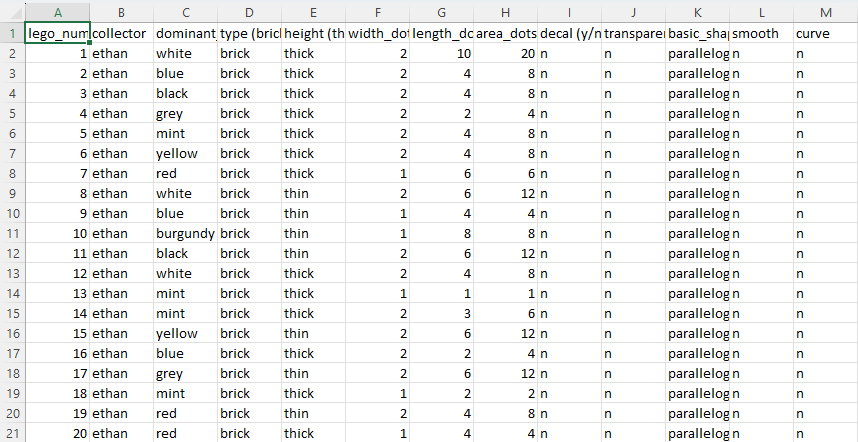 A B C D E F G H I J K L M
1 lego_num collector dominant_ type (bric height (th width_dot length_do area_dots decal (y/n transparen basic_shap smooth curve
2 1 ethan white brick thick 2 10 20 n n parallelog n n
3 2 ethan blue brick thick 2 4 8 n n parallelog n n
4 3 ethan black brick thick 2 4 8 n n parallelog n n
5 4 ethan grey brick thick 2 2 4 n n parallelog n n
6 5 ethan mint brick thick 2 4 8 n n parallelog n n
7 6 ethan yellow brick thick 2 4 8 n n parallelog n n
8 7 ethan red brick thick 1 6 6 n n parallelog n n
9 8 ethan white brick thin 2 6 12 n n parallelog n n
10 9 ethan blue brick thin 1 4 4 n n parallelog n n
11 10 ethan burgundy brick thin 1 8 8 n n parallelog n n
12 11 ethan black brick thin 2 6 12 n n parallelog n n
13 12 ethan white brick thick 2 4 8 n n parallelog n n
14 13 ethan mint brick thick 1 1 1 n n parallelog n n
15 14 ethan mint brick thick 2 3 6 n n parallelog n n
16 15 ethan yellow brick thin 2 6 12 n n parallelog n n
17 16 ethan blue brick thick 2 2 4 n n parallelog n n
18 17 ethan grey brick thin 2 6 12 n n parallelog n n
19 18 ethan mint brick thick 1 2 2 n n parallelog n n
20 19 ethan red brick thin 2 4 8 n n parallelog n n
21 20 ethan red brick thick 1 4 4 n n parallelog n n